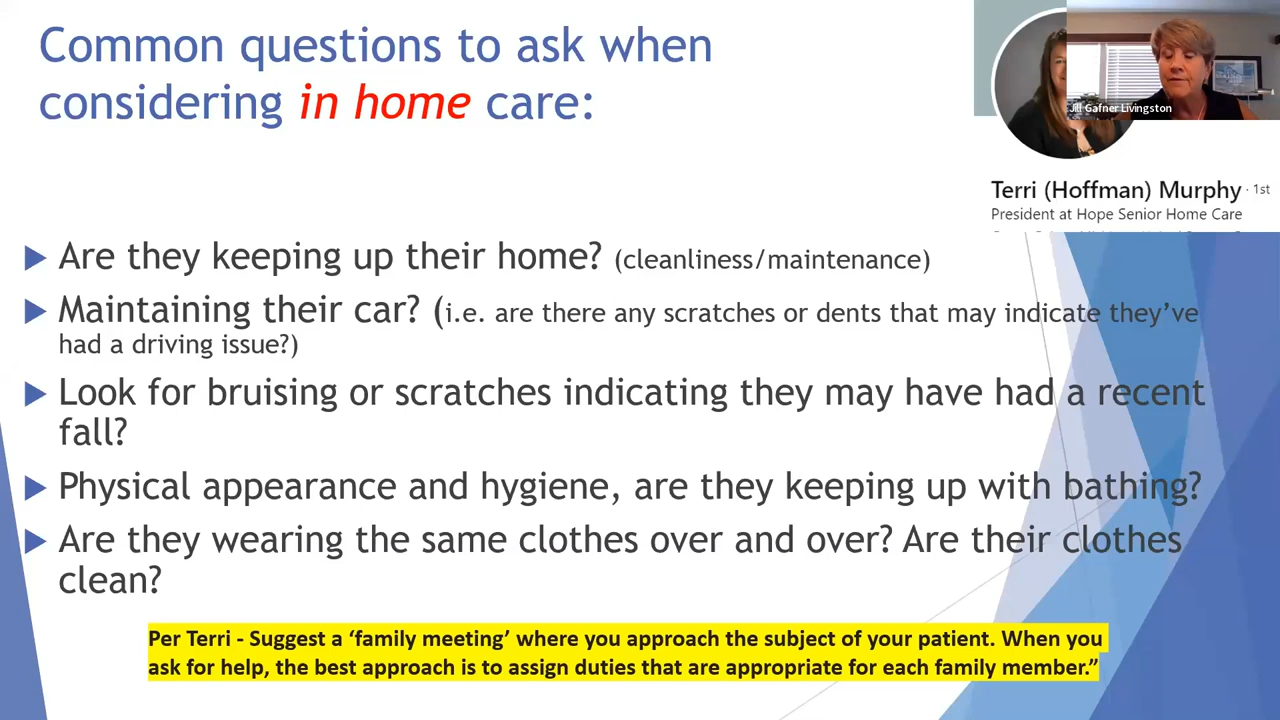 Common questions to ask when
considering in home care:
Jill Gafner Livingston
Terri (Hoffman) Murphy · 1st
President at Hope Senior Home Care
Are they keeping up their home? (cleanliness/maintenance)
Maintaining their car? (i.e. are there any scratches or dents that may indicate they’ve
had a driving issue?)
Look for bruising or scratches indicating they may have had a recent
fall?
Physical appearance and hygiene, are they keeping up with bathing?
Are they wearing the same clothes over and over? Are their clothes
clean?
Per Terri - Suggest a ‘family meeting’ where you approach the subject of your patient. When you
ask for help, the best approach is to assign duties that are appropriate for each family member.”